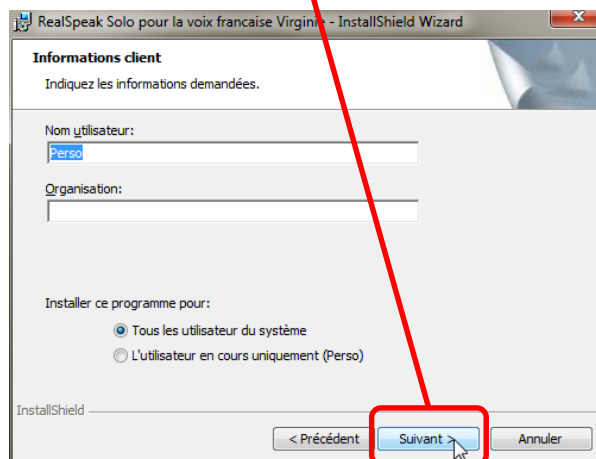 RealSpeak Solo pour la voix francaise Virginie - InstallShield Wizard
Informations client
Indiquez les informations demandées.
Nom utilisateur:
Perso
Organisation:
Installer ce programme pour:
Tous les utilisateur du système
L'utilisateur en cours uniquement (Perso)
InstallShield
< Précédent Suivant > Annuler